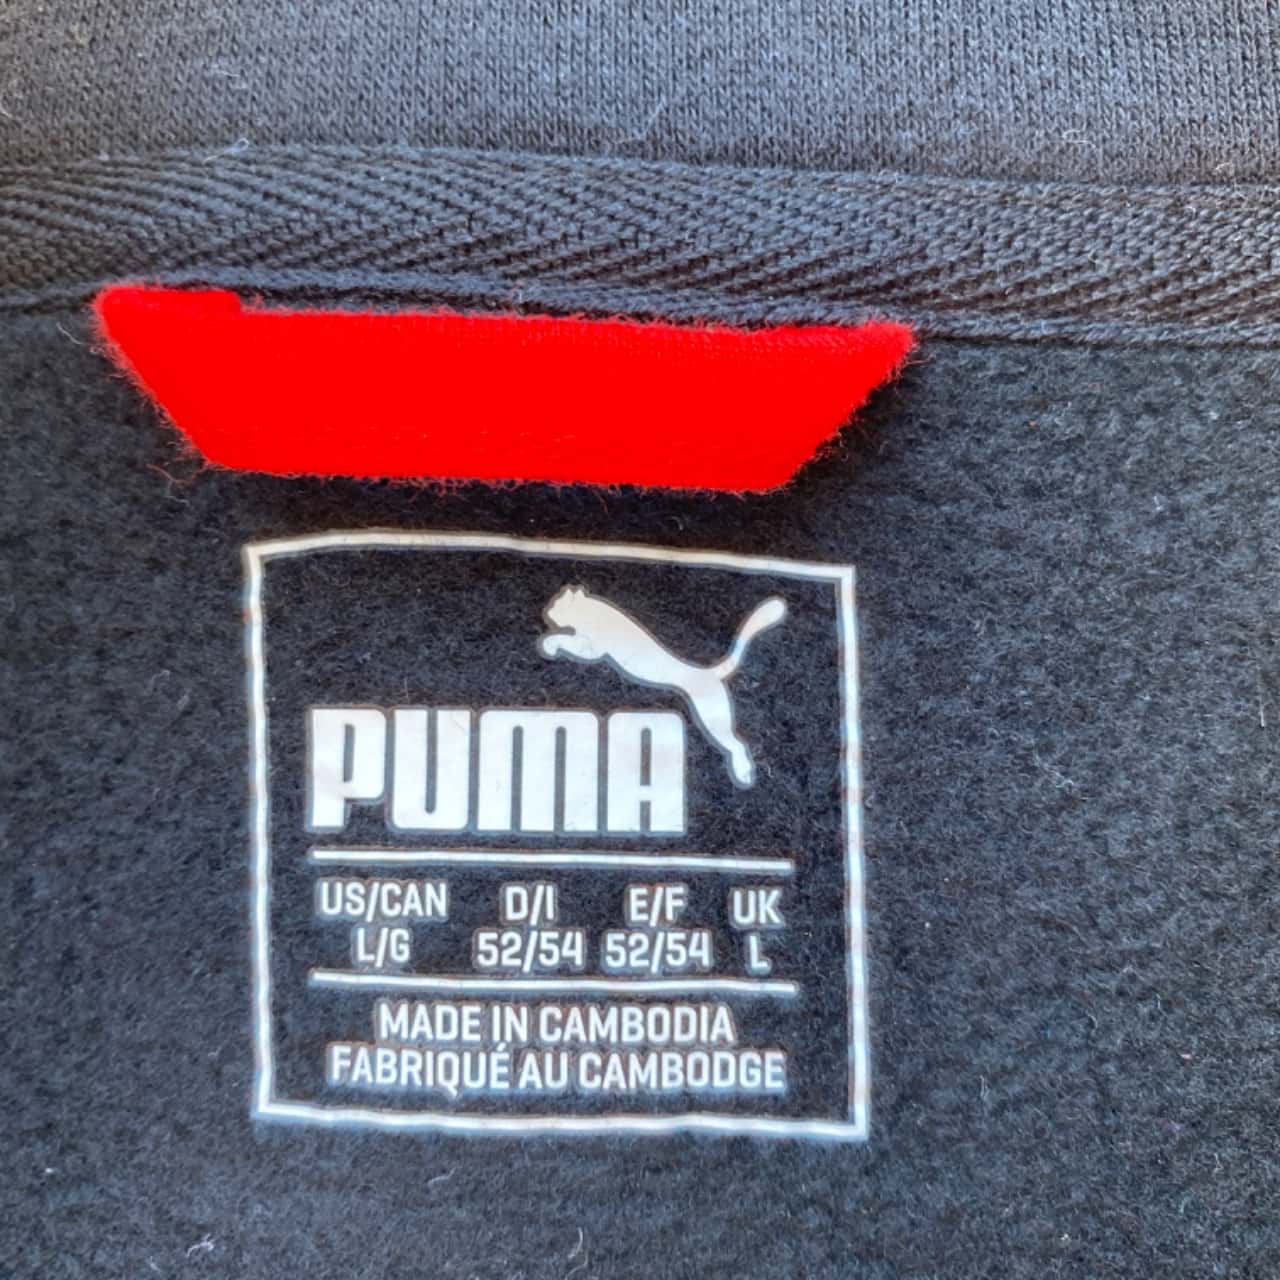 PUMA
US/CAN D/I E/F UK
L/G 52/54 52/54 L
MADE IN CAMBODIA
FABRIQUÉ AU CAMBODGE